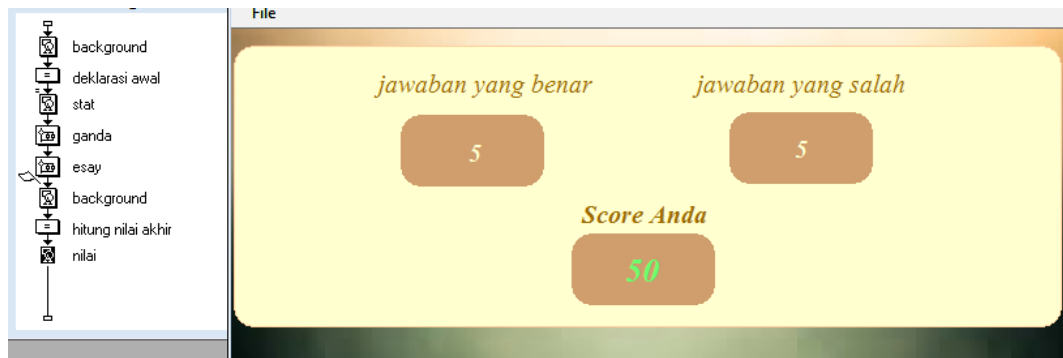 background
deklarasi awal
stat
ganda
esay
background
hitung nilai akhir
nilai
File
jawaban yang benar
jawaban yang salah
5
5
Score Anda
50